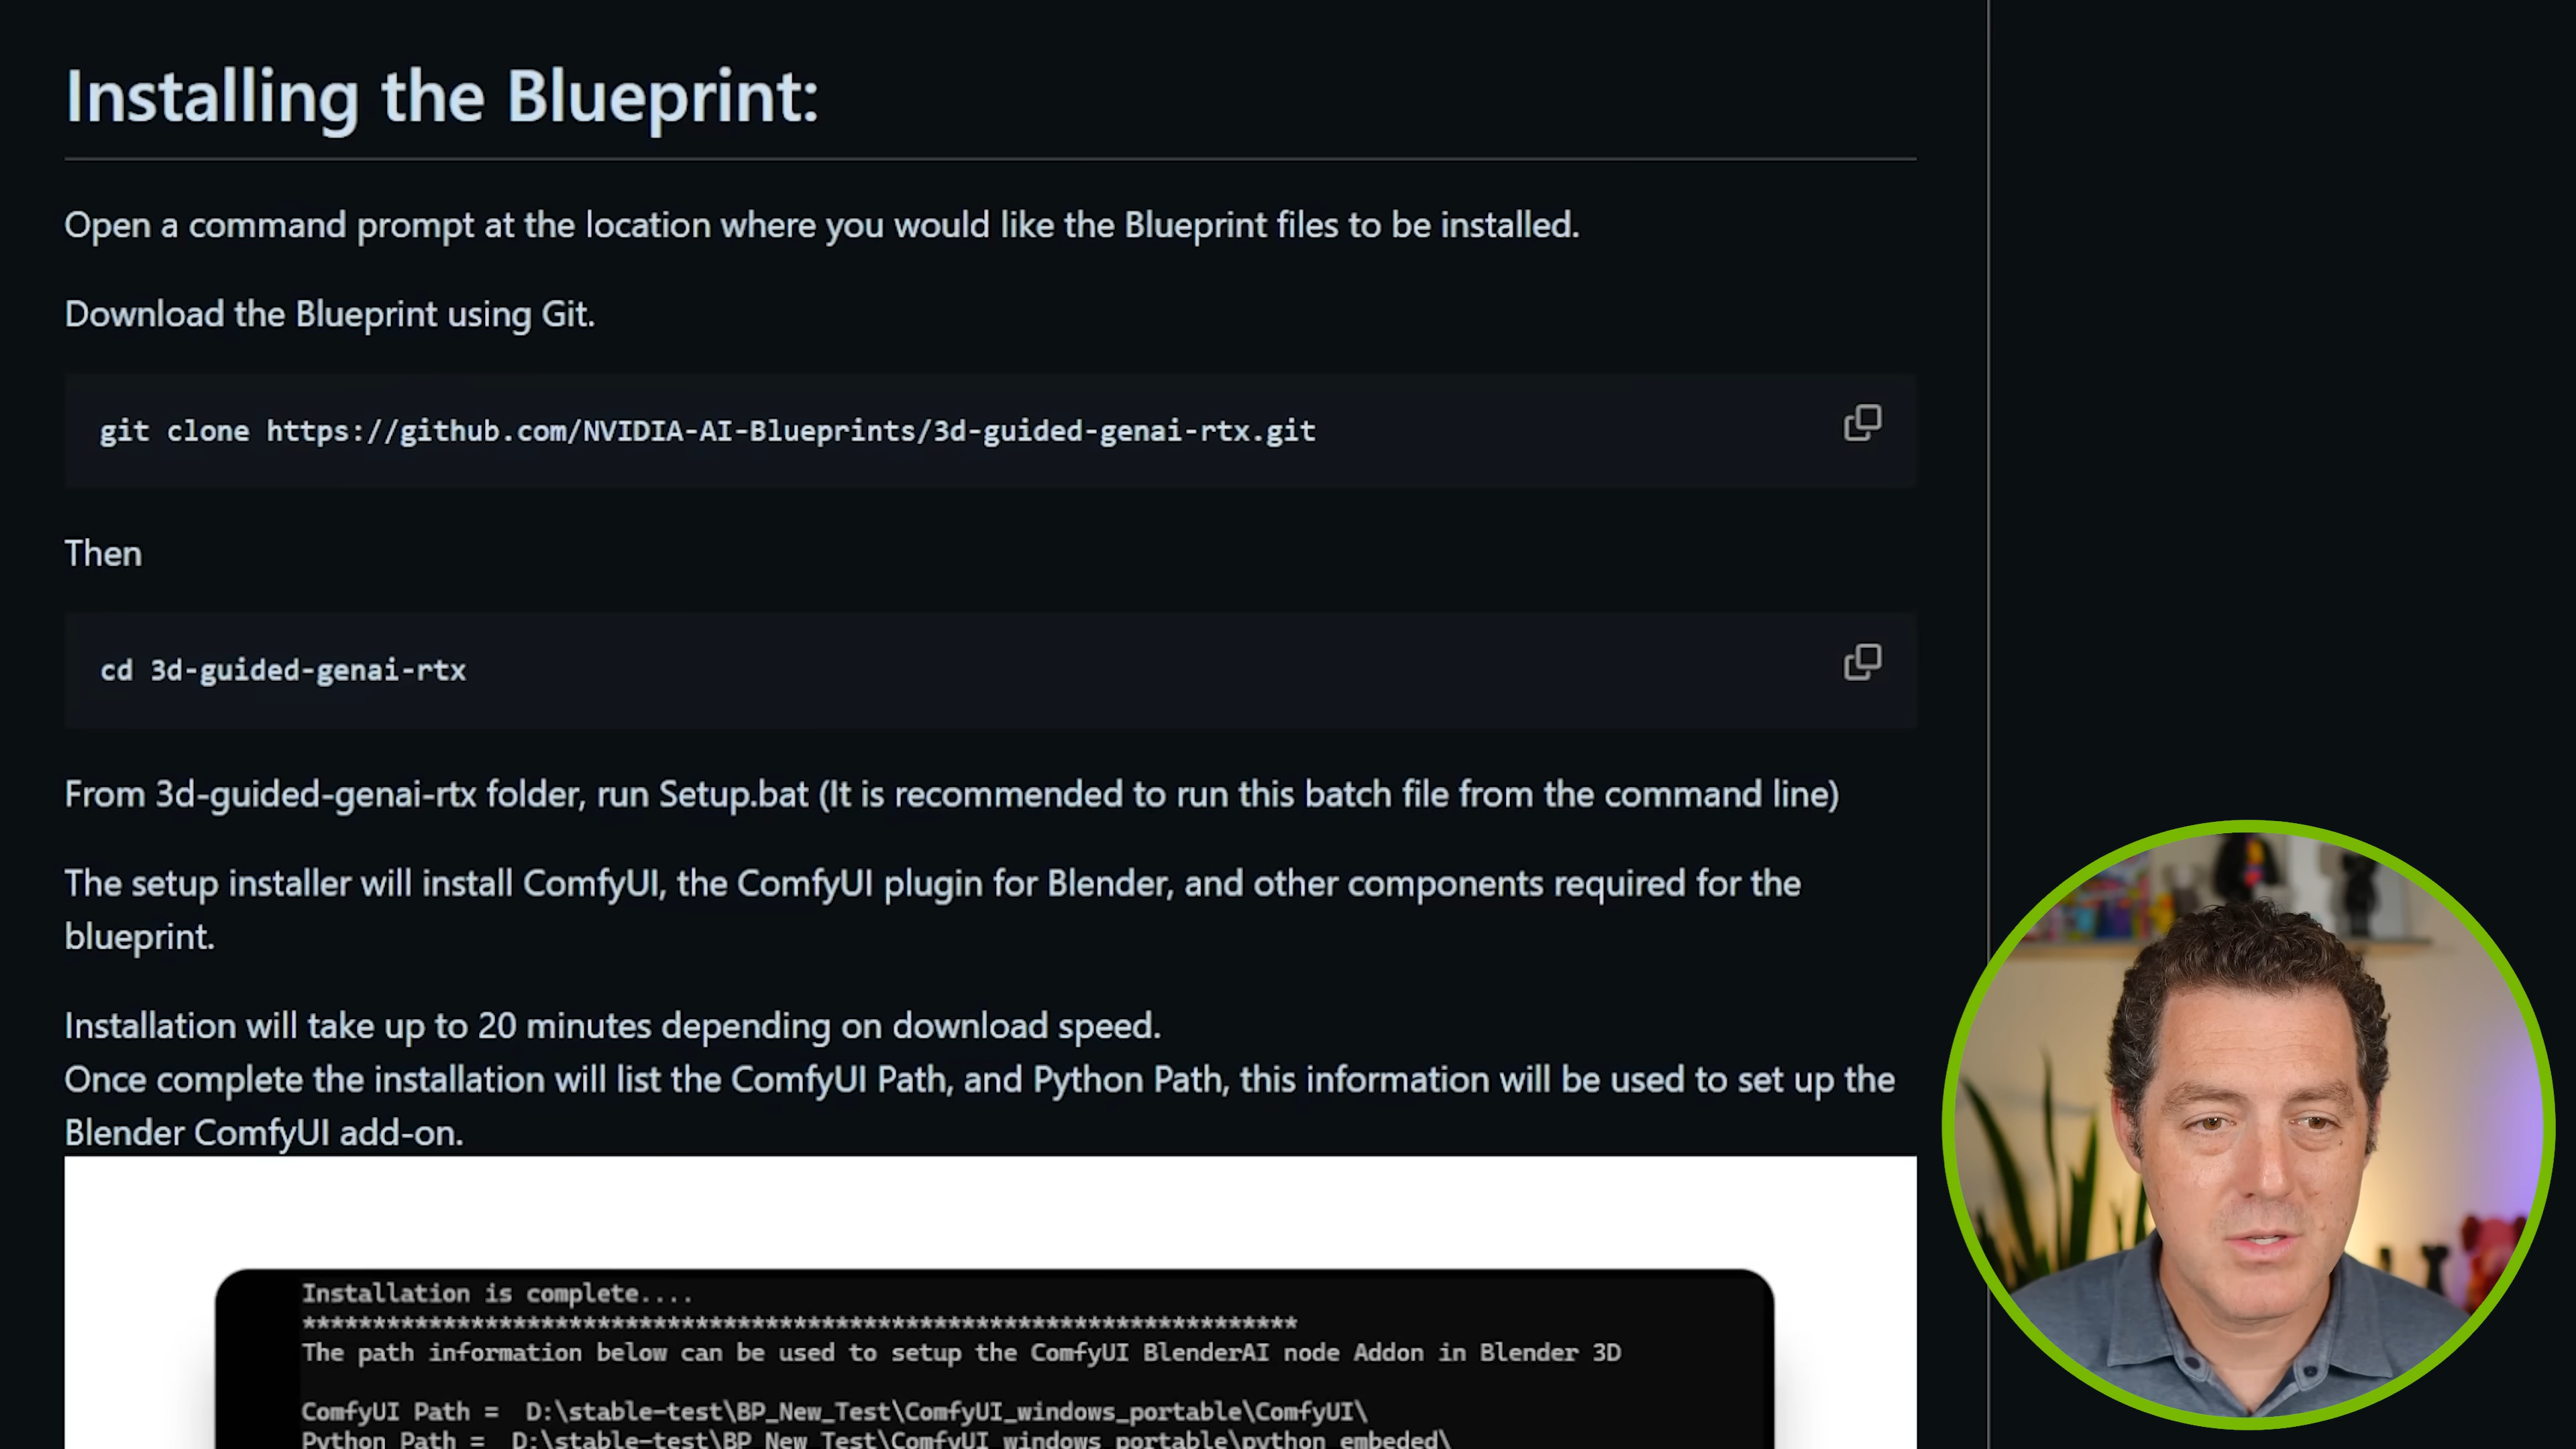 Installing the Blueprint:
Open a command prompt at the location where you would like the Blueprint files to be installed.
Download the Blueprint using Git.
git clone https://github.com/NVIDIA-AI-Blueprints/3d-guided-genai-rtx.git
Then
cd 3d-guided-genai-rtx
From 3d-guided-genai-rtx folder, run Setup.bat (It is recommended to run this batch file from the command line)
The setup installer will install ComfyUI, the ComfyUI plugin for Blender, and other components required for the
blueprint.
Installation will take up to 20 minutes depending on download speed.
Once complete the installation will list the ComfyUI Path, and Python Path, this information will be used to set up the
Blender ComfyUI add-on.
Installation is complete....
***********************************************************************
The path information below can be used to setup the ComfyUI BlenderAI node Addon in Blender 3D
ComfyUI Path =  D:\stable-test\BP_New_Test\ComfyUI_windows_portable\ComfyUI\
Python Path =  D:\stable-test\BP_New_Test\ComfyUI_windows_portable\python_embeded\